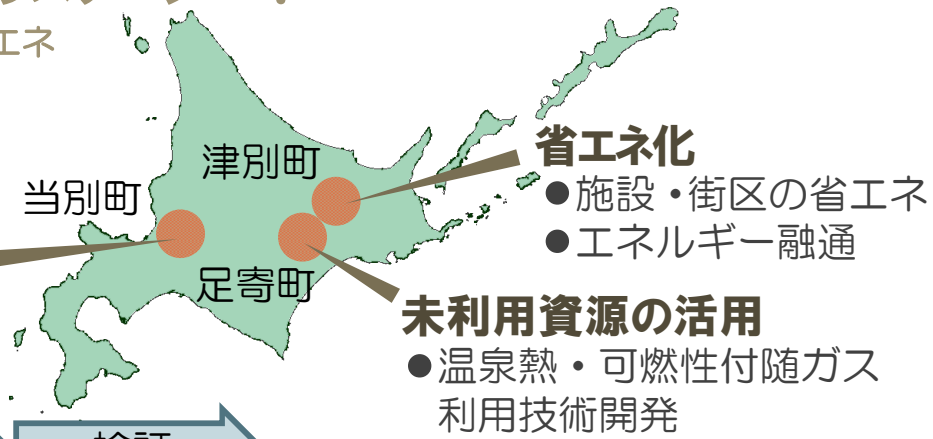 エネ
津別町
当別町
足寄町
省エネ化
●施設・街区の省エネ
●エネルギー融通
未利用資源の活用
●温泉熱・可燃性付随ガス
利用技術開発